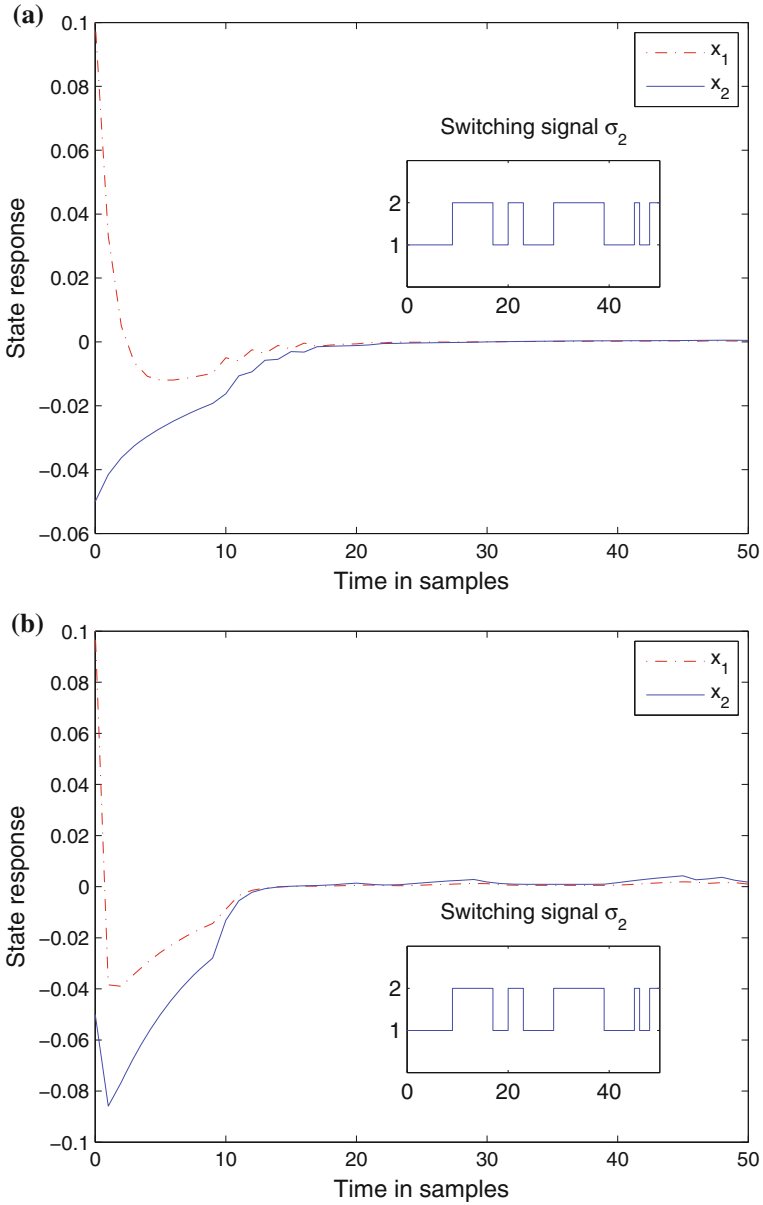 (a)
0.1
0.08
0.06
0.04
0.02
0
−0.02
−0.04
−0.06
State response
0 10 20 30 40 50
Time in samples
x1
x2
Switching signal σ2
2
1
0 20 40
(b)
0.1
0.08
0.06
0.04
0.02
0
−0.02
−0.04
−0.06
−0.08
−0.1
State response
0 10 20 30 40 50
Time in samples
x1
x2
Switching signal σ2
2
1
0 20 40